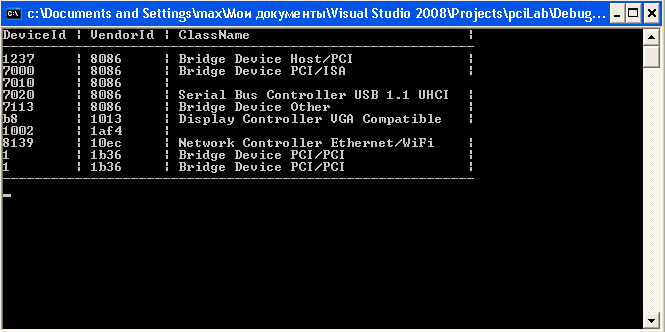 c:\Documents and Settings\max\Мои документы\Visual Studio 2008\Projects\pciLab\Debug...
DeviceId ¦ VendorId ¦ ClassName ¦
1237 ¦ 8086 ¦ Bridge Device Host/PCI ¦
7000 ¦ 8086 ¦ Bridge Device PCI/ISA ¦
7010 ¦ 8086 ¦ ¦
7020 ¦ 8086 ¦ Serial Bus Controller USB 1.1 UHCI ¦
7113 ¦ 8086 ¦ Bridge Device Other ¦
b8 ¦ 1013 ¦ Display Controller VGA Compatible ¦
1002 ¦ 1af4 ¦ ¦
8139 ¦ 10ec ¦ Network Controller Ethernet/WiFi ¦
1 ¦ 1b36 ¦ Bridge Device PCI/PCI ¦
1 ¦ 1b36 ¦ Bridge Device PCI/PCI ¦